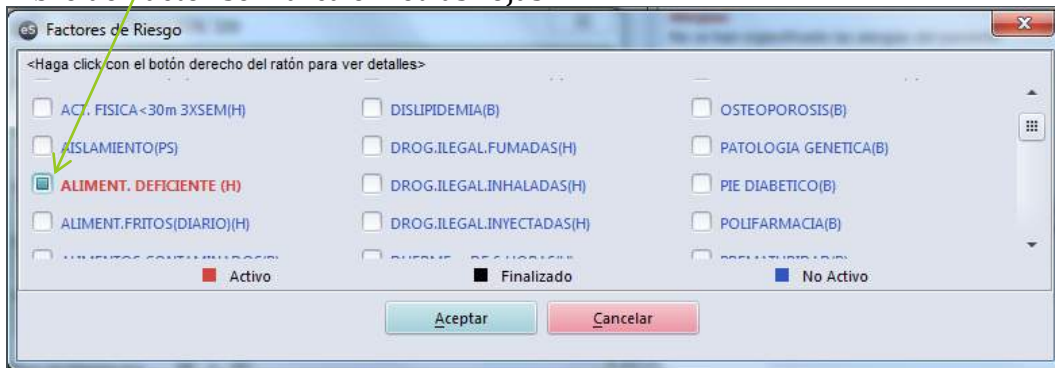 Factores de Riesgo
<Haga click con el botón derecho del ratón para ver detalles>
ACT. FISICA<30m 3XSEM(H) DISLIPIDEMIA(B) OSTEOPOROSIS(B)
AISLAMIENTO(PS) DROG.ILEGAL.FUMADAS(H) PATOLOGIA GENETICA(B)
ALIMENT. DEFICIENTE (H) DROG.ILEGAL.INHALADAS(H) PIE DIABETICO(B)
ALIMENT.FRITOS(DIARIO)(H) DROG.ILEGAL.INYECTADAS(H) POLIFARMACIA(B)
Activo Finalizado No Activo
Aceptar Cancelar